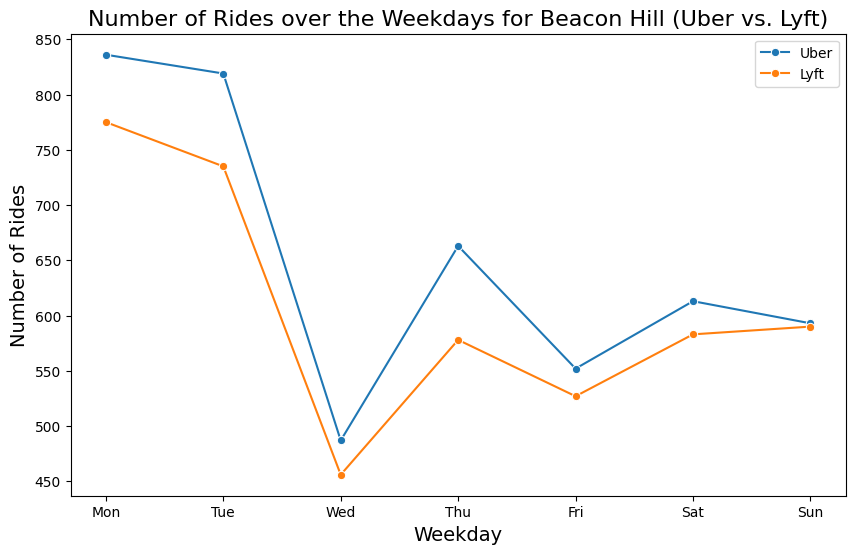 Number of Rides over the Weekdays for Beacon Hill (Uber vs. Lyft)
Uber
Lyft
Number of Rides
850
800
750
700
650
600
550
500
450
Mon Tue Wed Thu Fri Sat Sun
Weekday